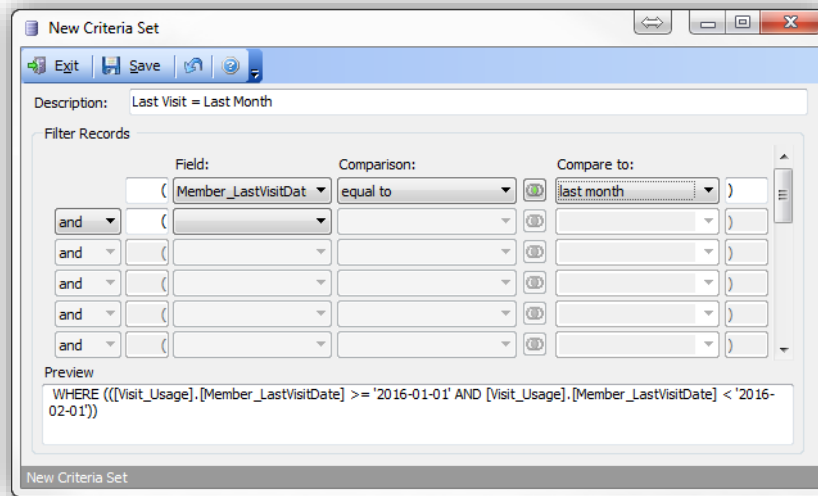 New Criteria Set
Exit Save
Description: Last Visit = Last Month
Filter Records
Field: Comparison: Compare to:
( Member_LastVisitDat equal to last month )
and ( )
and ( )
and ( )
and ( )
and ( )
Preview
WHERE (([Visit_Usage].[Member_LastVisitDate] >= '2016-01-01' AND [Visit_Usage].[Member_LastVisitDate] < '2016-
02-01'))
New Criteria Set